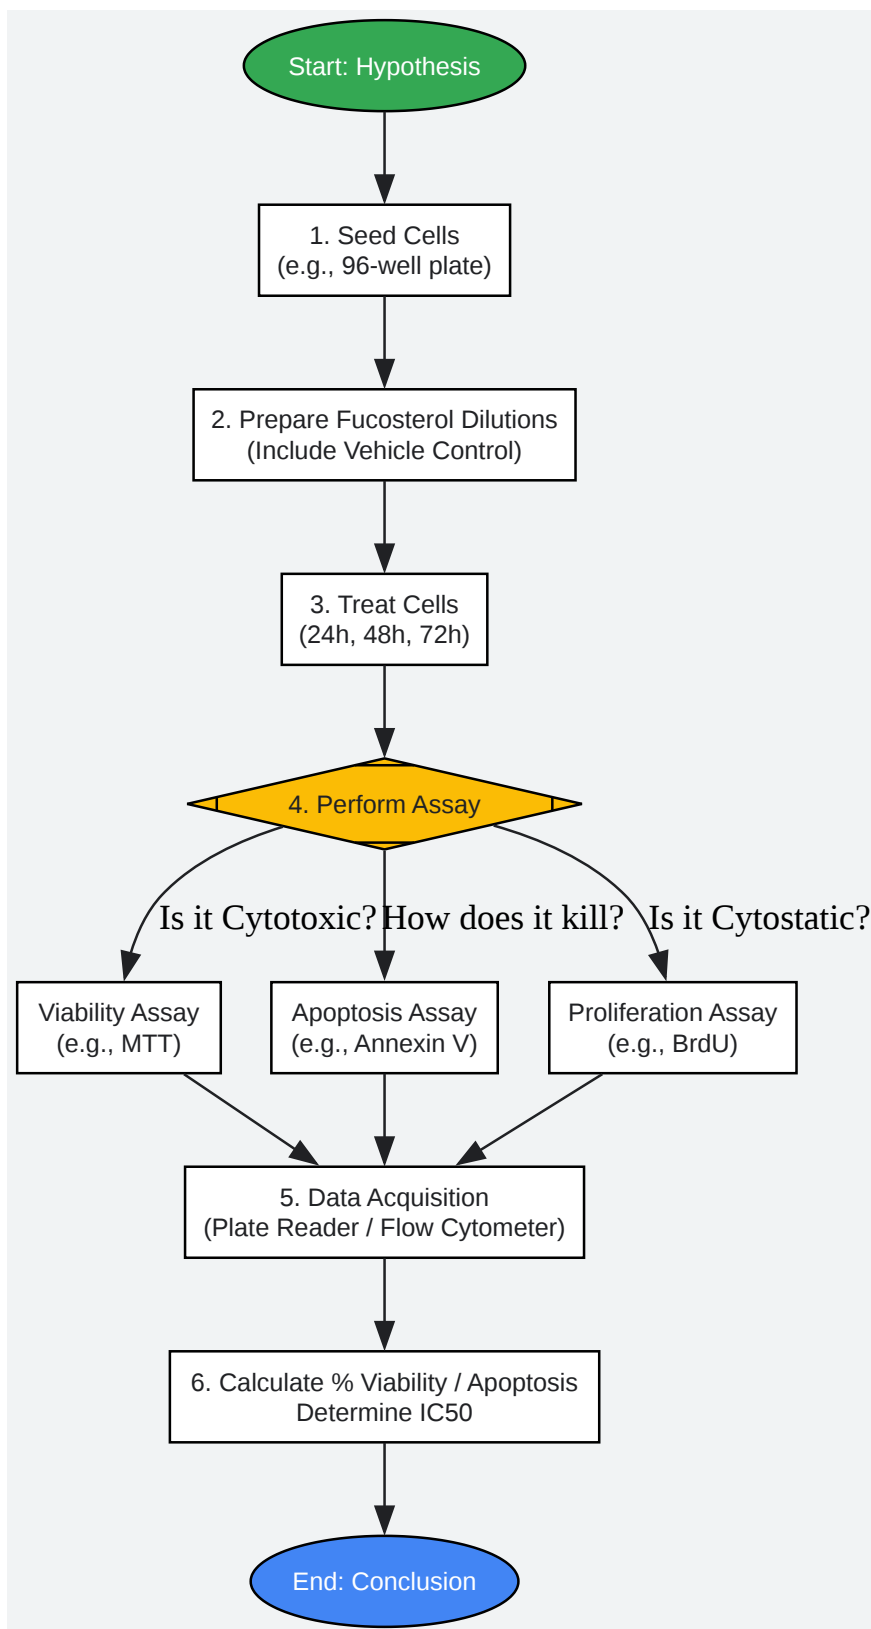 Start: Hypothesis
1. Seed Cells
(e.g., 96-well plate)
2. Prepare Fucosterol Dilutions
(Include Vehicle Control)
3. Treat Cells
(24h, 48h, 72h)
4. Perform Assay
Is it Cytotoxic?
How does it kill?
Is it Cytostatic?
Viability Assay
(e.g., MTT)
Apoptosis Assay
(e.g., Annexin V)
Proliferation Assay
(e.g., BrdU)
5. Data Acquisition
(Plate Reader / Flow Cytometer)
6. Calculate % Viability / Apoptosis
Determine IC50
End: Conclusion